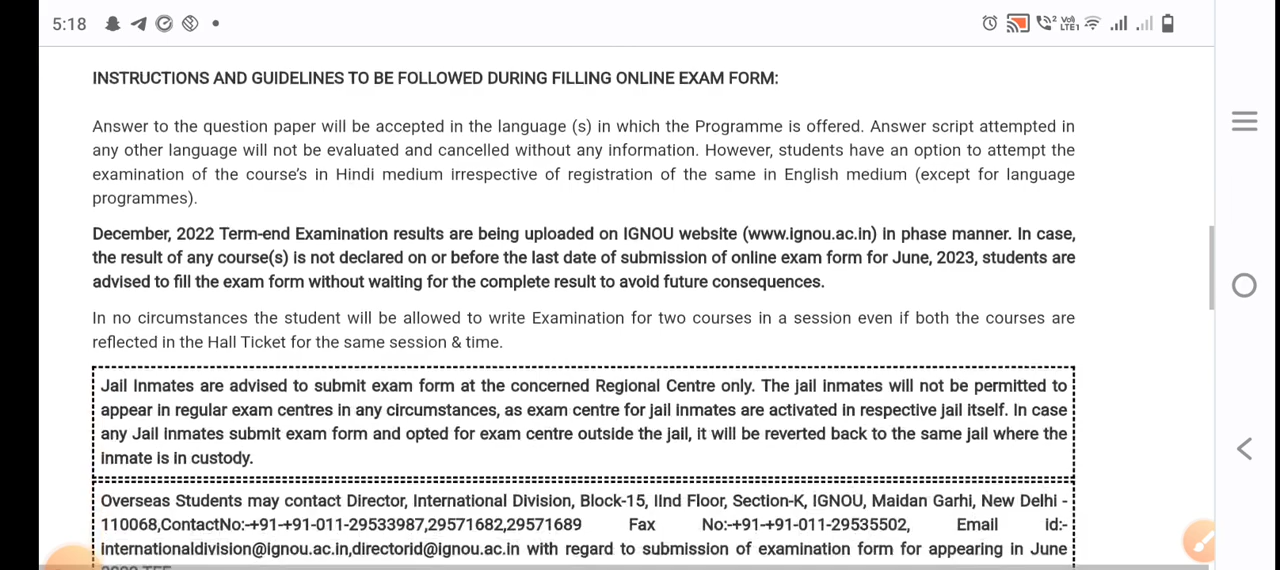 5:18
Vo)
LTE1
INSTRUCTIONS AND GUIDELINES TO BE FOLLOWED DURING FILLING ONLINE EXAM FORM:
Answer to the question paper will be accepted in the language (s) in which the Programme is offered. Answer script attempted in
any other language will not be evaluated and cancelled without any information. However, students have an option to attempt the
examination of the course's in Hindi medium irrespective of registration of the same in English medium (except for language
programmes).
December, 2022 Term-end Examination results are being uploaded on IGNOU website (www.ignou.ac.in) in phase manner. In case,
the result of any course(s) is not declared on or before the last date of submission of online exam form for June, 2023, students are
advised to fill the exam form without waiting for the complete result to avoid future consequences.
In no circumstances the student will be allowed to write Examination for two courses in a session even if both the courses are
reflected in the Hall Ticket for the same session & time.
Jail Inmates are advised to submit exam form at the concerned Regional Centre only. The jail inmates will not be permitted to
appear in regular exam centres in any circumstances, as exam centre for jail inmates are activated in respective jail itself. In case
any Jail inmates submit exam form and opted for exam centre outside the jail, it will be reverted back to the same jail where the
inmate is in custody.
Overseas Students may contact Director, International Division, Block-15, IInd Floor, Section-K, IGNOU, Maidan Garhi, New Delhi -
110068,ContactNo:-+91-+91-011-29533987,29571682,29571689 Fax No:-+91-+91-011-29535502, Email id:-
internationaldivision@ignou.ac.in,directorid@ignou.ac.in with regard to submission of examination form for appearing in June